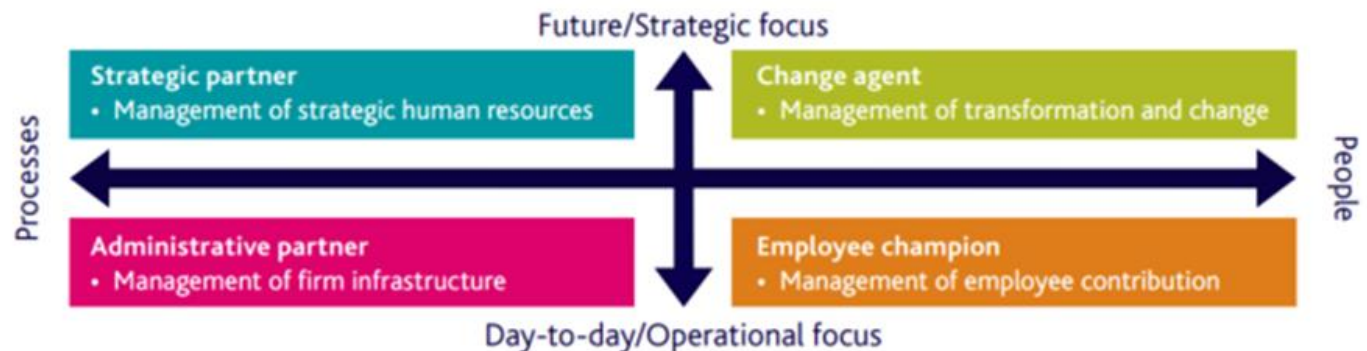 Future/Strategic focus
Strategic partner
• Management of strategic human resources
Change agent
• Management of transformation and change
Processes
People
Administrative partner
• Management of firm infrastructure
Employee champion
• Management of employee contribution
Day-to-day/Operational focus